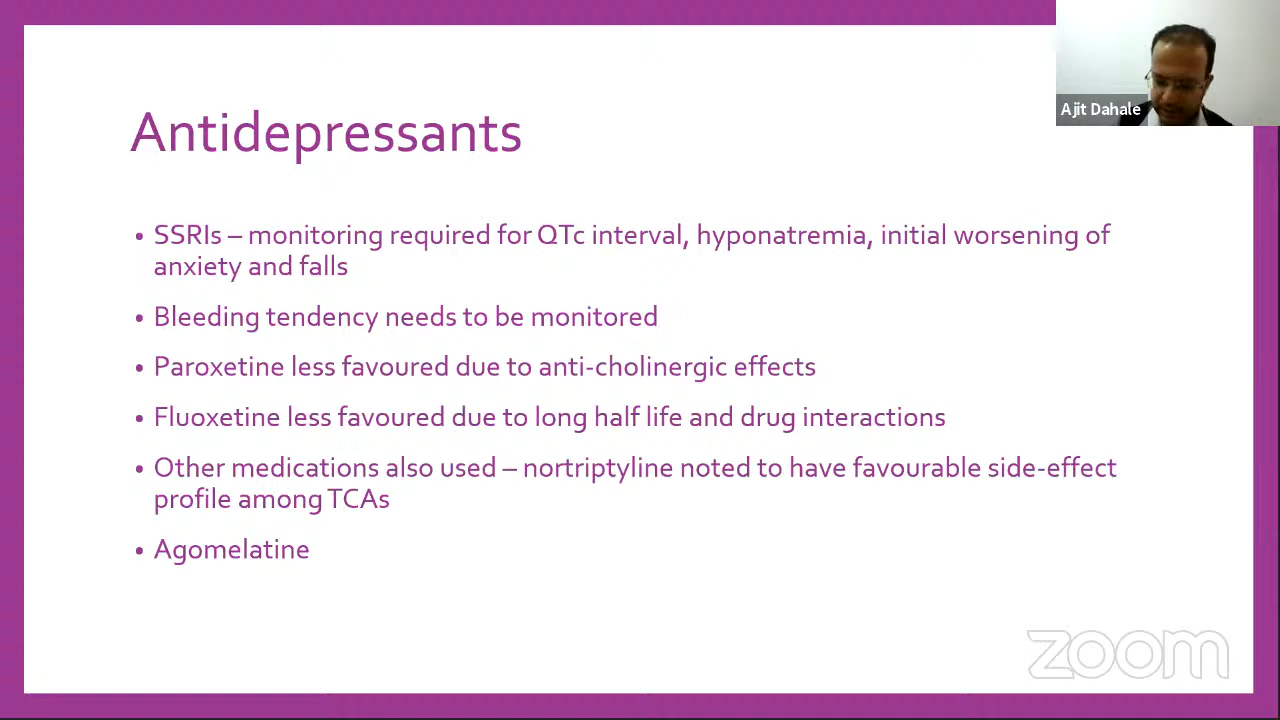 Ajit Dahale
Antidepressants
• SSRIs – monitoring required for QTc interval, hyponatremia, initial worsening of
anxiety and falls
• Bleeding tendency needs to be monitored
• Paroxetine less favoured due to anti-cholinergic effects
• Fluoxetine less favoured due to long half life and drug interactions
• Other medications also used – nortriptyline noted to have favourable side-effect
profile among TCAs
• Agomelatine
zoom